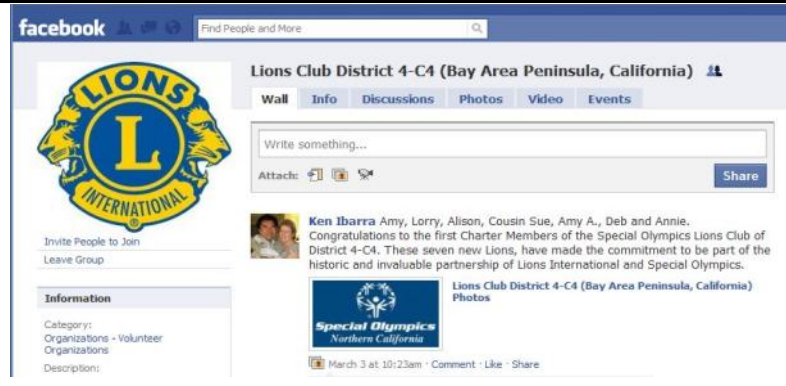 facebook
Find People and More
LIONS
L
INTERNATIONAL
Invite People to Join
Leave Group
Information
Category:
Organizations - Volunteer
Organizations
Description:
Lions Club District 4-C4 (Bay Area Peninsula, California)
Wall Info Discussions Photos Video Events
Write something...
Attach:
Share
Ken Ibarra Amy, Lorry, Alison, Cousin Sue, Amy A., Deb and Annie.
Congratulations to the first Charter Members of the Special Olympics Lions Club of
District 4-C4. These seven new Lions, have made the commitment to be part of the
historic and invaluable partnership of Lions International and Special Olympics.
Special Olympics
Northern California
Lions Club District 4-C4 (Bay Area Peninsula, California)
Photos
March 3 at 10:23am · Comment · Like · Share